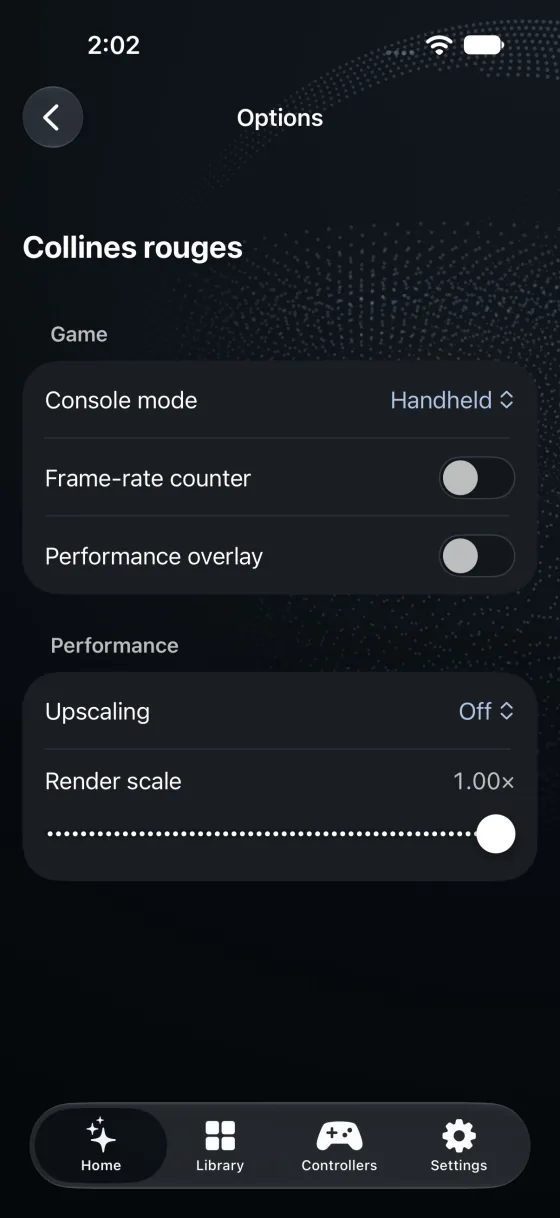 2:02
Options
Collines rouges
Game
Console mode
Handheld
Frame-rate counter
Performance overlay
Performance
Upscaling
Off
Render scale
1.00×
Home
Library
Controllers
Settings